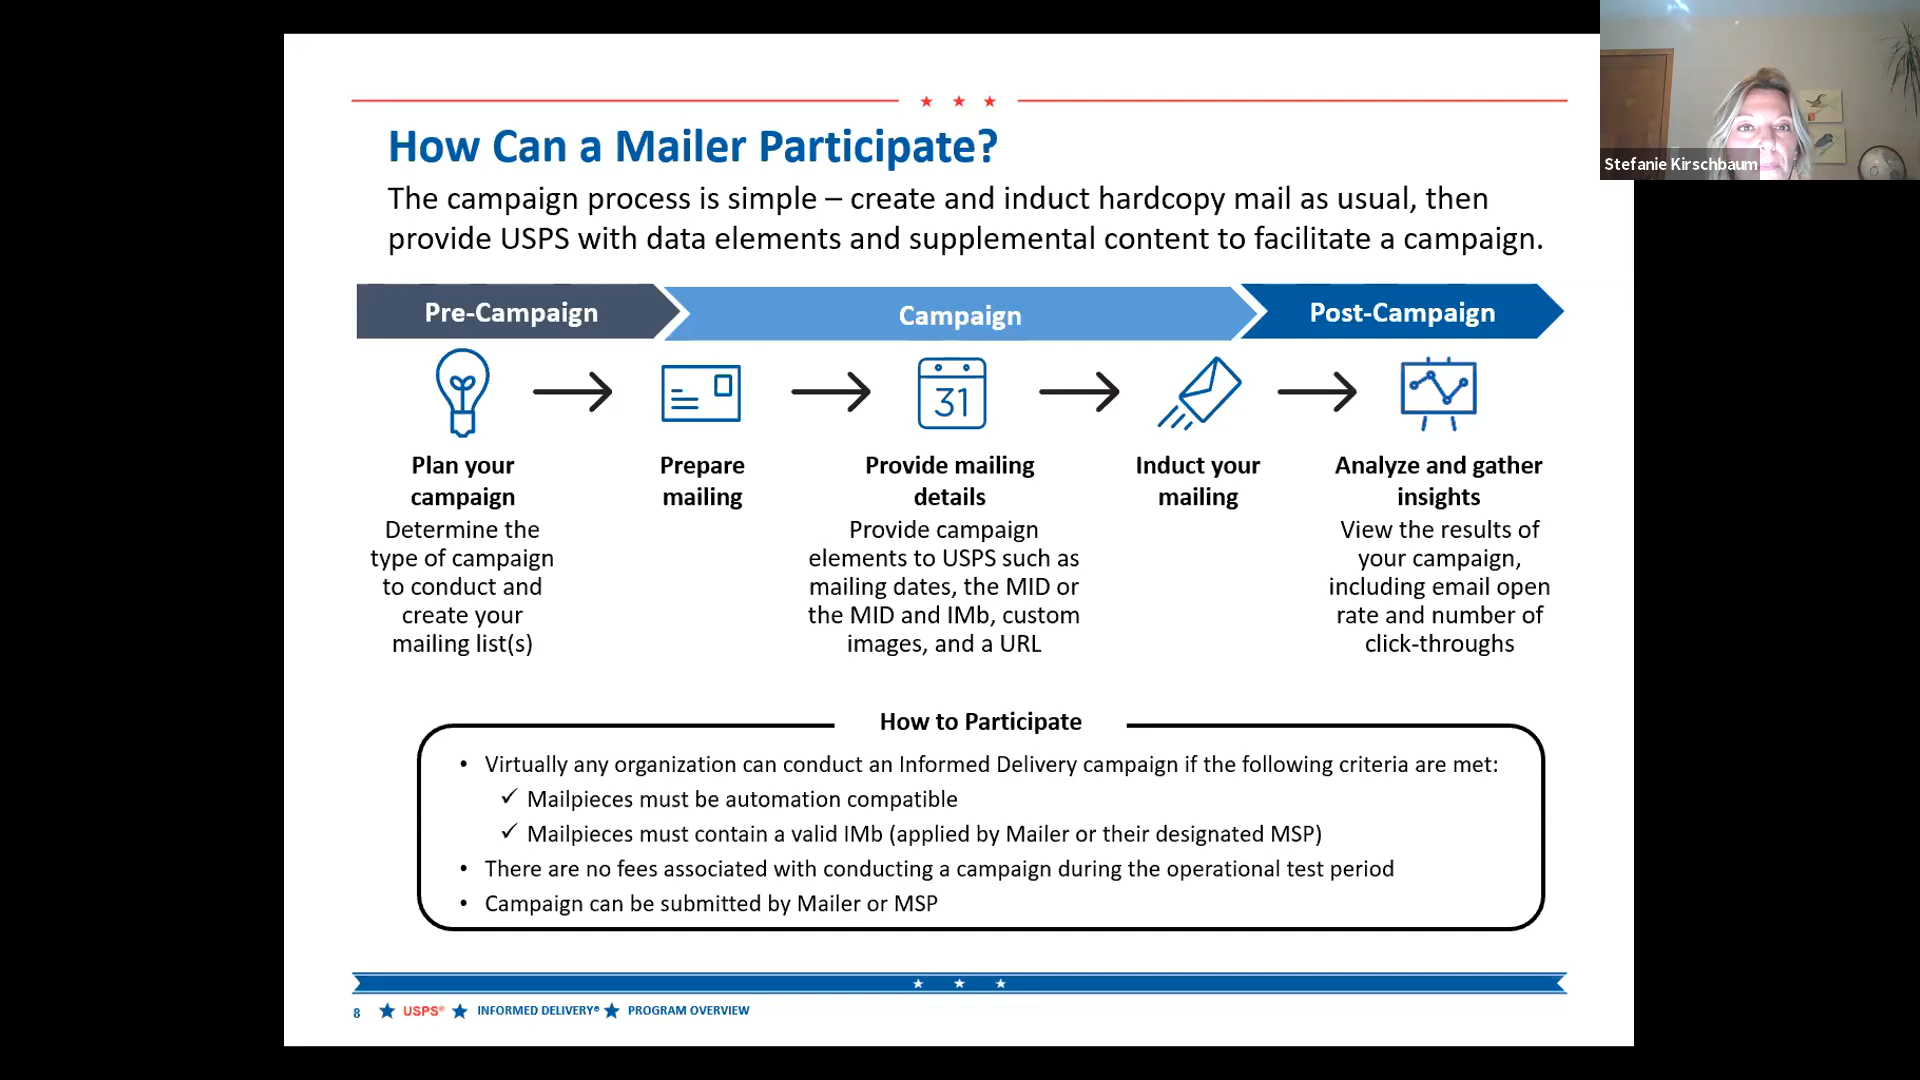 How Can a Mailer Participate?
The campaign process is simple – create and induct hardcopy mail as usual, then
provide USPS with data elements and supplemental content to facilitate a campaign.
Stefanie Kirschbaum
Pre-Campaign
Campaign
Post-Campaign
31
Plan your
campaign
Determine the
type of campaign
to conduct and
create your
mailing list(s)
Prepare
mailing
Provide mailing
details
Provide campaign
elements to USPS such as
mailing dates, the MID or
the MID and IMb, custom
images, and a URL
Induct your
mailing
Analyze and gather
insights
View the results of
your campaign,
including email open
rate and number of
click-throughs
How to Participate
• Virtually any organization can conduct an Informed Delivery campaign if the following criteria are met:
✓ Mailpieces must be automation compatible
✓ Mailpieces must contain a valid IMb (applied by Mailer or their designated MSP)
• There are no fees associated with conducting a campaign during the operational test period
• Campaign can be submitted by Mailer or MSP
8 ★ USPS® ★ INFORMED DELIVERY® ★ PROGRAM OVERVIEW